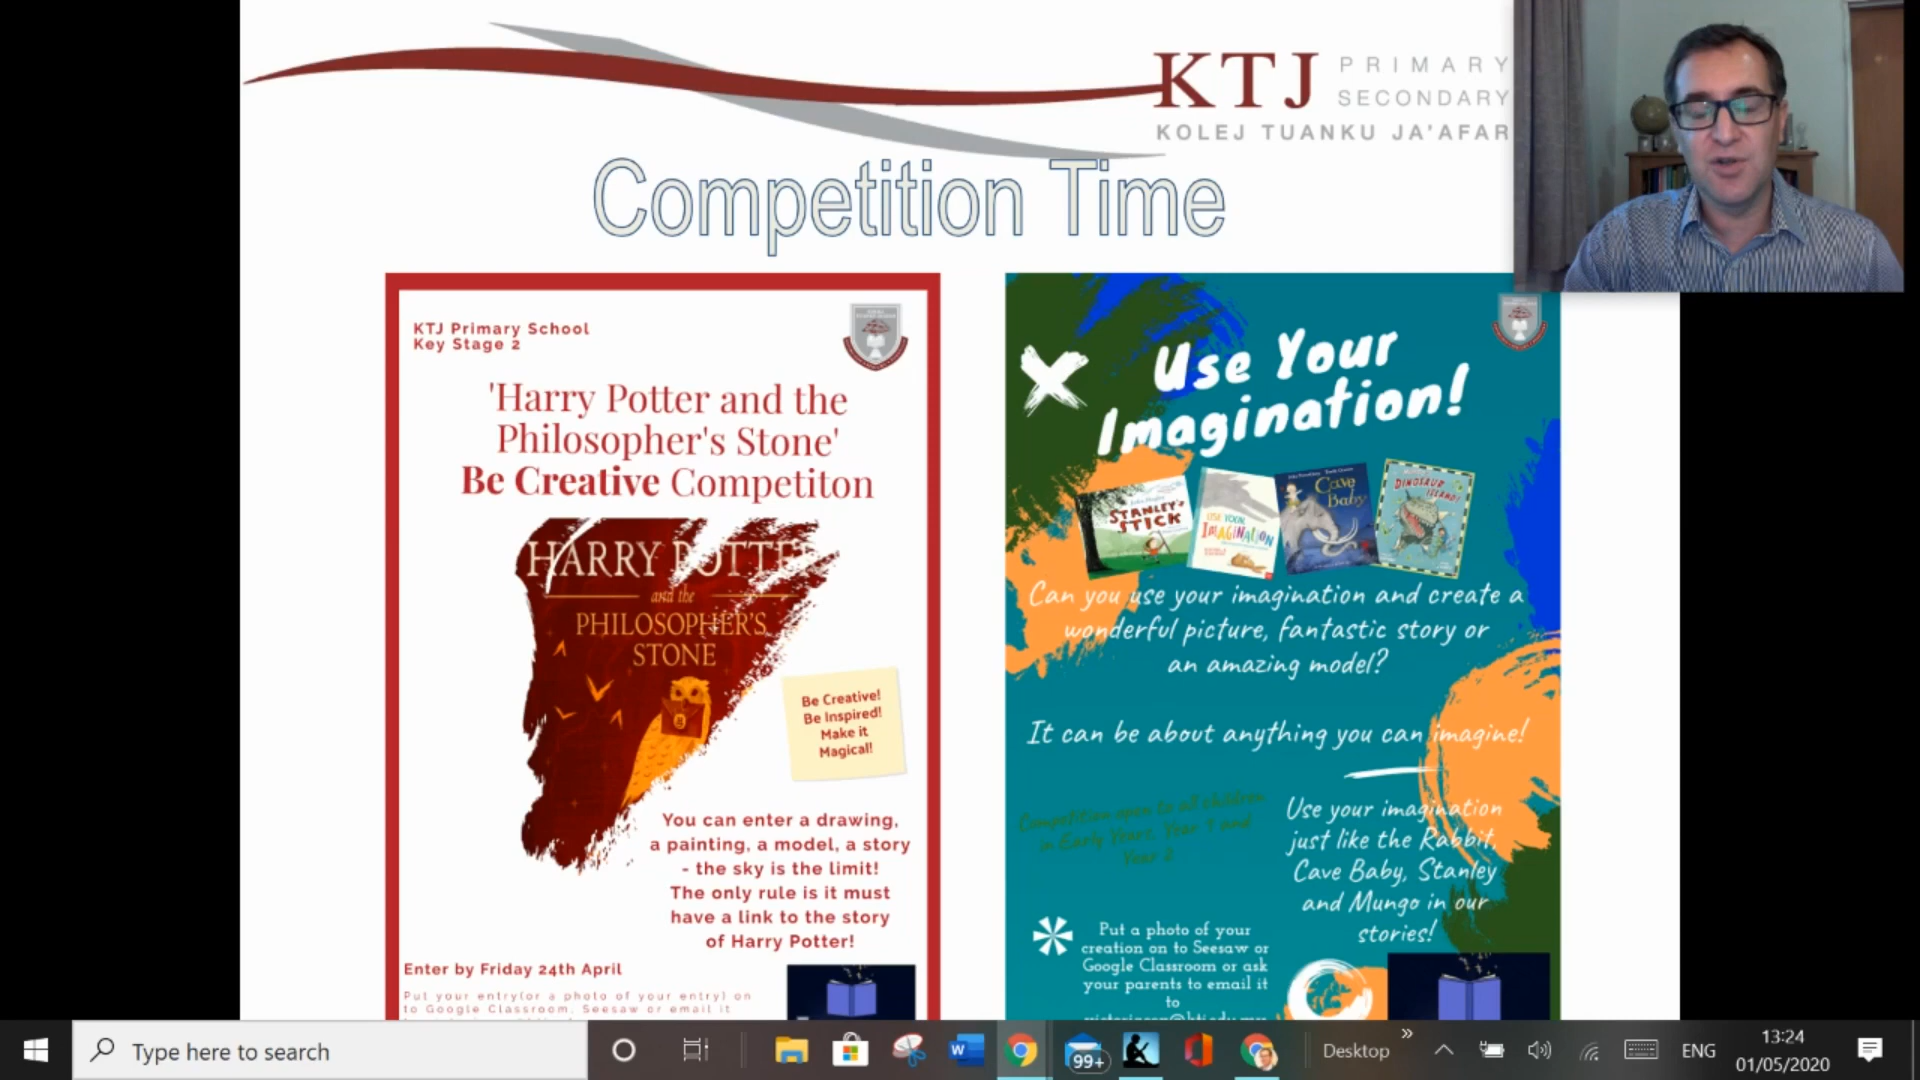 KTJ PRIMARY
SECONDARY
KOLEJ TUANKU JA'AFAR
Competition Time
KTJ Primary School
Key Stage 2
'Harry Potter and the
Philosopher's Stone'
Be Creative Competiton
HARRY POTTER
and the
PHILOSOPHER'S
STONE
Be Creative!
Be Inspired!
Make it
Magical!
You can enter a drawing,
a painting, a model, a story
- the sky is the limit!
The only rule is it must
have a link to the story
of Harry Potter!
Enter by Friday 24th April
Put your entry(or a photo of your entry) on
to Google Classroom, Seesaw or email it
Use Your
Imagination!
STANLEY'S
STICK
USE YOUR
IMAGINATION
Cave
Baby
DINOSAUR
ISLAND!
Can you use your imagination and create a
wonderful picture, fantastic story or
an amazing model?
It can be about anything you can imagine!
Competition open to all children
in Early Years, Year 1 and
Year 2
Use your imagination
just like the Rabbit,
Cave Baby, Stanley
and Mungo in our
stories!
Put a photo of your
creation on to Seesaw or
Google Classroom or ask
your parents to email it
to
Type here to search
99+
Desktop
ENG
13:24
01/05/2020